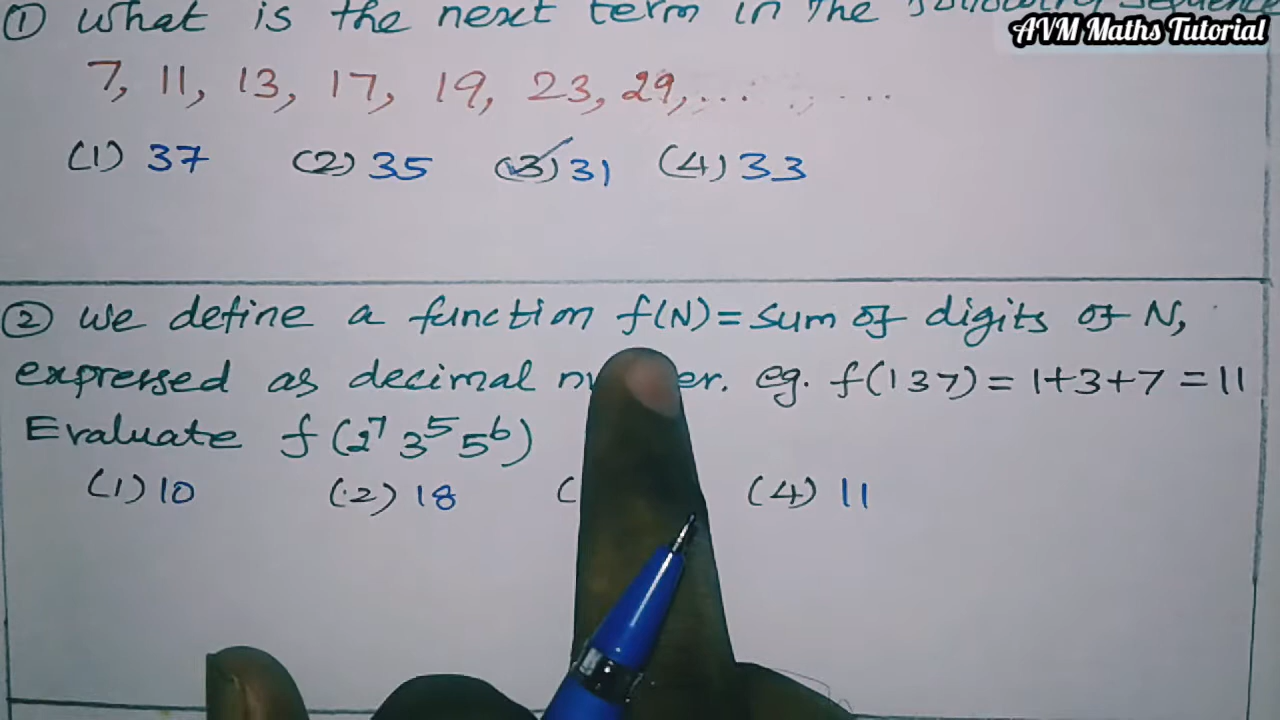 ① What is the next term in the following sequence
AVM Maths Tutorial
7, 11, 13, 17, 19, 23, 29, ... , ...
(1) 37 (2) 35 (3) 31 (4) 33
② We define a function f(N) = Sum of digits of N,
expressed as decimal er. eg. f(137) = 1+3+7 = 11
Evaluate f(2⁷ 3⁵ 5⁶)
(1) 10 (2) 18 ( (4) 11